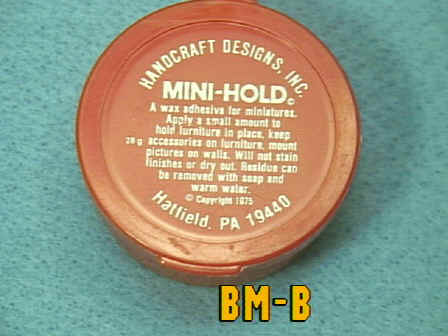 HANDCRAFT DESIGNS, INC.
MINI-HOLD©
A wax adhesive for miniatures.
Apply a small amount to
hold furniture in place, keep
28g accessories on furniture, mount
pictures on walls. Will not stain
finishes or dry out. Residue can
be removed with soap and
warm water.
© Copyright 1975
Hatfield, PA 19440
BM-B